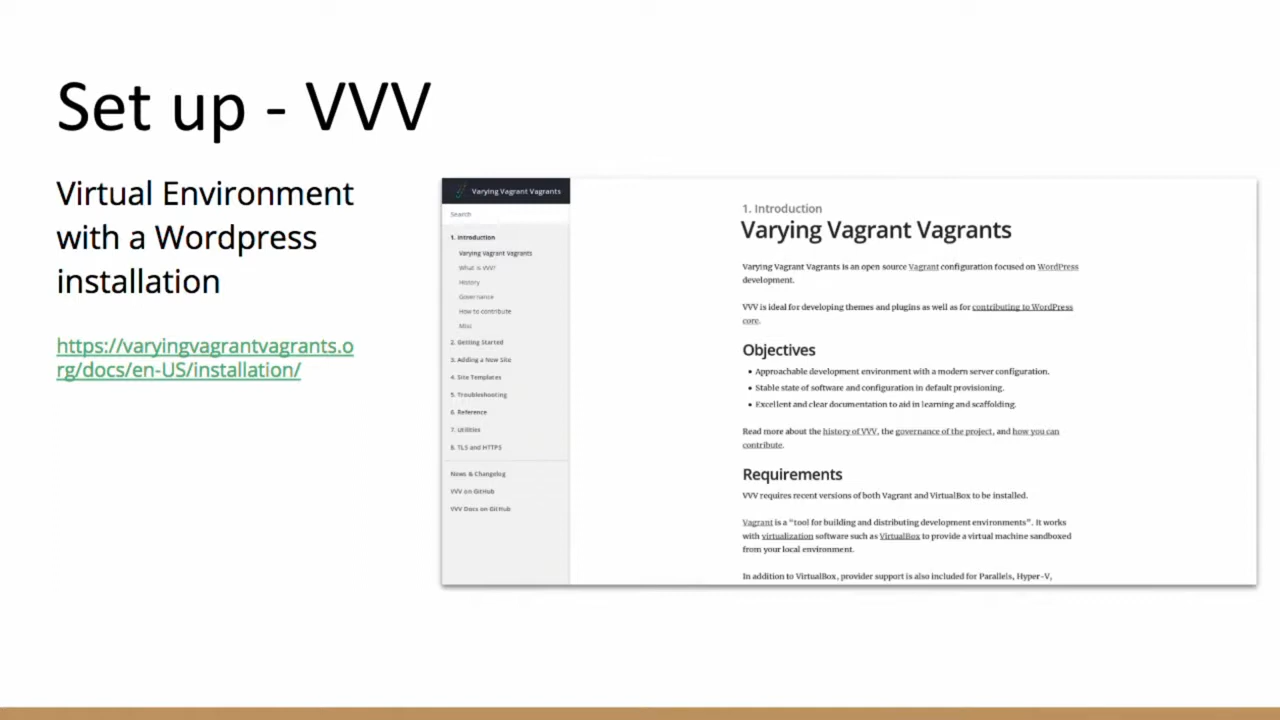 Set up - VVV
Virtual Environment
with a Wordpress
installation
https://varyingvagrantvagrants.o
rg/docs/en-US/installation/
Varying Vagrant Vagrants
Search
1. Introduction
Varying Vagrant Vagrants
What is VVV?
History
Governance
How to contribute
Misc
2. Getting Started
3. Adding a New Site
4. Site Templates
5. Troubleshooting
6. Reference
7. Utilities
8. TLS and HTTPS
News & Changelog
VVV on GitHub
VVV Docs on GitHub
1. Introduction
Varying Vagrant Vagrants
Varying Vagrant Vagrants is an open source Vagrant configuration focused on WordPress
development.
VVV is ideal for developing themes and plugins as well as for contributing to WordPress
core.
Objectives
• Approachable development environment with a modern server configuration.
• Stable state of software and configuration in default provisioning.
• Excellent and clear documentation to aid in learning and scaffolding.
Read more about the history of VVV, the governance of the project, and how you can
contribute.
Requirements
VVV requires recent versions of both Vagrant and VirtualBox to be installed.
Vagrant is a “tool for building and distributing development environments”. It works
with virtualization software such as VirtualBox to provide a virtual machine sandboxed
from your local environment.
In addition to VirtualBox, provider support is also included for Parallels, Hyper-V,